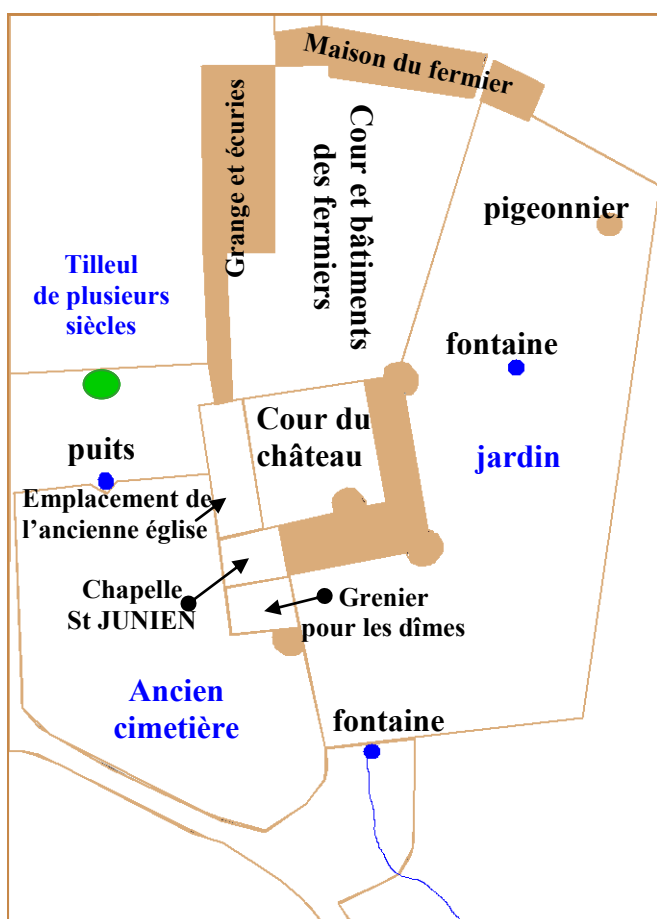 Maison du fermier
Grange et écuries
Cour et bâtiments
des fermiers
pigeonnier
Tilleul
de plusieurs
siècles
fontaine
Cour du
château
puits
jardin
Emplacement de
l'ancienne église
Chapelle
St JUNIEN
Grenier
pour les dîmes
Ancien
cimetière
fontaine